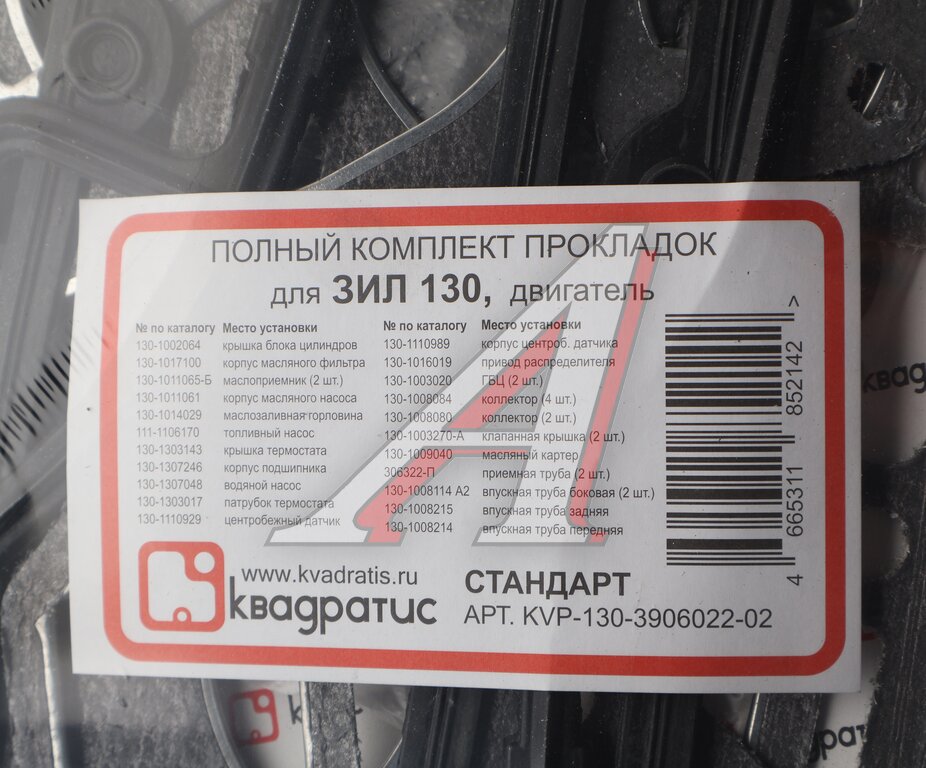 ПОЛНЫЙ КОМПЛЕКТ ПРОКЛАДОК
для ЗИЛ 130, двигатель
№ по каталогу Место установки
130-1002064 крышка блока цилиндров
130-1017100 корпус масляного фильтра
130-1011065-Б маслоприемник (2 шт.)
130-1011061 корпус масляного насоса
130-1014029 маслозаливная горловина
111-1106170 топливный насос
130-1303143 крышка термостата
130-1307246 корпус подшипника
130-1307048 водяной насос
130-1303017 патрубок термостата
130-1110929 центробежный датчик
№ по каталогу Место установки
130-1110989 корпус центроб. датчика
130-1016019 привод распределителя
130-1003020 ГБЦ (2 шт.)
130-1008084 коллектор (4 шт.)
130-1008080 коллектор (2 шт.)
130-1003270-А клапанная крышка (2 шт.)
130-1009040 масляный картер
306322-П приемная труба (2 шт.)
130-1008114 А2 впускная труба боковая (2 шт.)
130-1008215 впускная труба задняя
130-1008214 впускная труба передняя
4 665311 852142 >
www.kvadratis.ru
квадратис
СТАНДАРТ
АРТ. KVP-130-3906022-02